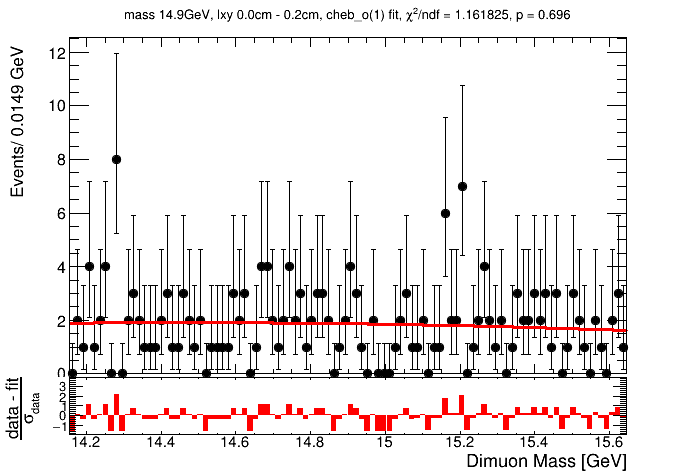 mass 14.9GeV, lxy 0.0cm - 0.2cm, cheb_o(1) fit, χ²/ndf = 1.161825, p = 0.696
Events/ 0.0149 GeV
12
10
8
6
4
2
0
data - fit
σdata
3
2
1
0
−1
14.2 14.4 14.6 14.8 15 15.2 15.4 15.6
Dimuon Mass [GeV]